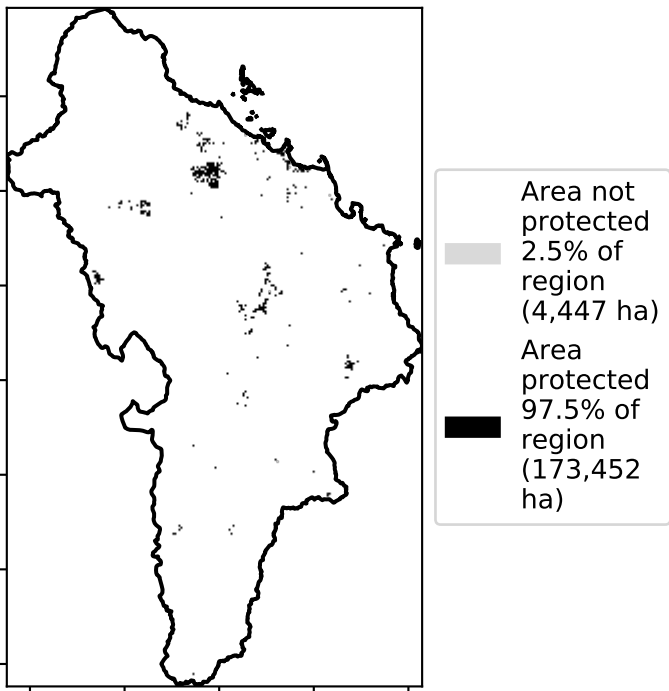 Area not
protected
2.5% of
region
(4,447 ha)
Area
protected
97.5% of
region
(173,452
ha)